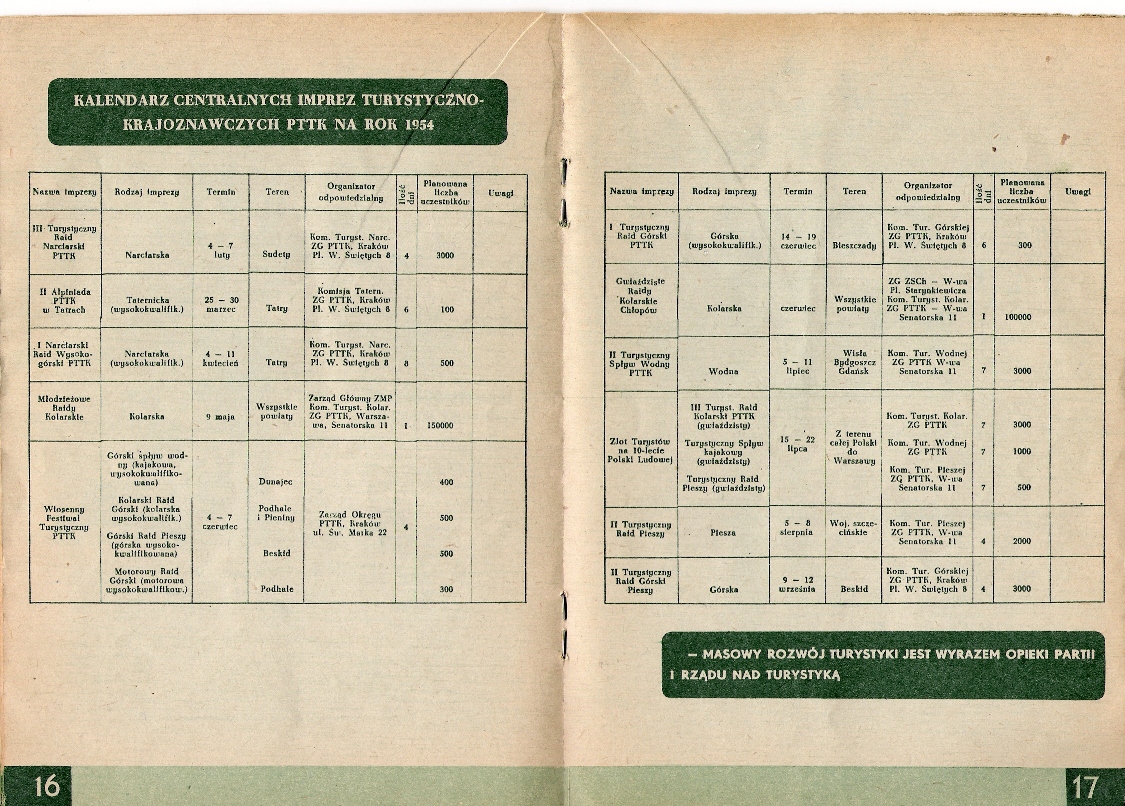 KALENDARZ CENTRALNYCH IMPREZ TURYSTYCZNO-
KRAJOZNAWCZYCH PTTK NA ROK 1954
Nazwa imprezy
Rodzaj imprezy
Termin
Teren
Organizator
odpowiedzialny
Ilość
dni
Planowana
liczba
uczestników
Uwagi
III Turystyczny
Raid
Narciarski
PTTK
Narciarska
4 — 7
luty
Sudety
Kom. Turyst. Narc.
ZG PTTK, Kraków
Pl. W. Świętych 8
4
3000
II Alpiniada
PTTK
w Tatrach
Taternicka
(wysokokwalifik.)
25 — 30
marzec
Tatry
Komisja Tatern.
ZG PTTK, Kraków
Pl. W. Świętych 8
6
100
I Narciarski
Raid Wysoko-
górski PTTK
Narciarska
(wysokokwalifik.)
4 — 11
kwiecień
Tatry
Kom. Turyst. Narc.
ZG PTTK, Kraków
Pl. W. Świętych 8
8
500
Młodzieżowe
Raidy
Kolarskie
Kolarska
9 maja
Wszystkie
powiaty
Zarząd Główny ZMP
Kom. Turyst. Kolar.
ZG PTTK, Warsza-
wa, Senatorska 11
1
150000
Wiosenny
Festiwal
Turystyczny
PTTK
Górski spływ wod-
ny (kajakowa,
wysokokwalifiko-
wana)
Kolarski Raid
Górski (kolarska
wysokokwalifik.)
Górski Raid Pieszy
(górska wysoko-
kwalifikowana)
Motorowy Raid
Górski (motorowa
wysokokwalifikow.)
4 — 7
czerwiec
Dunajec
Podhale
i Pieniny
Beskid
Podhale
Zarząd Okręgu
PTTK, Kraków
ul. Św. Marka 22
4
400
500
500
300
16
Nazwa imprezy
Rodzaj imprezy
Termin
Teren
Organizator
odpowiedzialny
Ilość
dni
Planowana
liczba
uczestników
Uwagi
I Turystyczny
Raid Górski
PTTK
Górska
(wysokokwalifik.)
14 — 19
czerwiec
Bieszczady
Kom. Tur. Górskiej
ZG PTTK, Kraków
Pl. W. Świętych 8
6
300
Gwiaździste
Raidy
Kolarskie
Chłopów
Kolarska
czerwiec
Wszystkie
powiaty
ZG ZSCh — W-wa
Pl. Starynkiewicza
Kom. Turyst. Kolar.
ZG PTTK — W-wa
Senatorska 11
1
100000
II Turystyczny
Spływ Wodny
PTTK
Wodna
5 — 11
lipiec
Wisła
Bydgoszcz
Gdańsk
Kom. Tur. Wodnej
ZG PTTK W-wa
Senatorska 11
7
3000
Zlot Turystów
na 10-lecie
Polski Ludowej
III Turyst. Raid
Kolarski PTK
(gwiaździsty)
Turystyczny Spływ
kajakowy
(gwiaździsty)
Turystyczny Raid
Pieszy (gwiaździsty)
15 — 22
lipca
Z terenu
całej Polski
do
Warszawy
Kom. Turyst. Kolar.
ZG PTTK
Kom. Tur. Wodnej
ZG PTTK
Kom. Tur. Pieszej
ZG PTTK, W-wa
Senatorska 11
7
7
7
3000
1000
500
II Turystyczny
Raid Pieszy
Piesza
5 — 8
sierpnia
Woj. szcze-
cińskie
Kom. Tur. Pieszej
ZG PTTK, W-wa
Senatorska 11
4
2000
II Turystyczny
Raid Górski
Pieszy
Górska
9 — 12
września
Beskid
Kom. Tur. Górskiej
ZG PTTK, Kraków
Pl. W. Świętych 8
4
3000
— MASOWY ROZWÓJ TURYSTYKI JEST WYRAZEM OPIEKI PARTII
I RZĄDU NAD TURYSTYKĄ
17